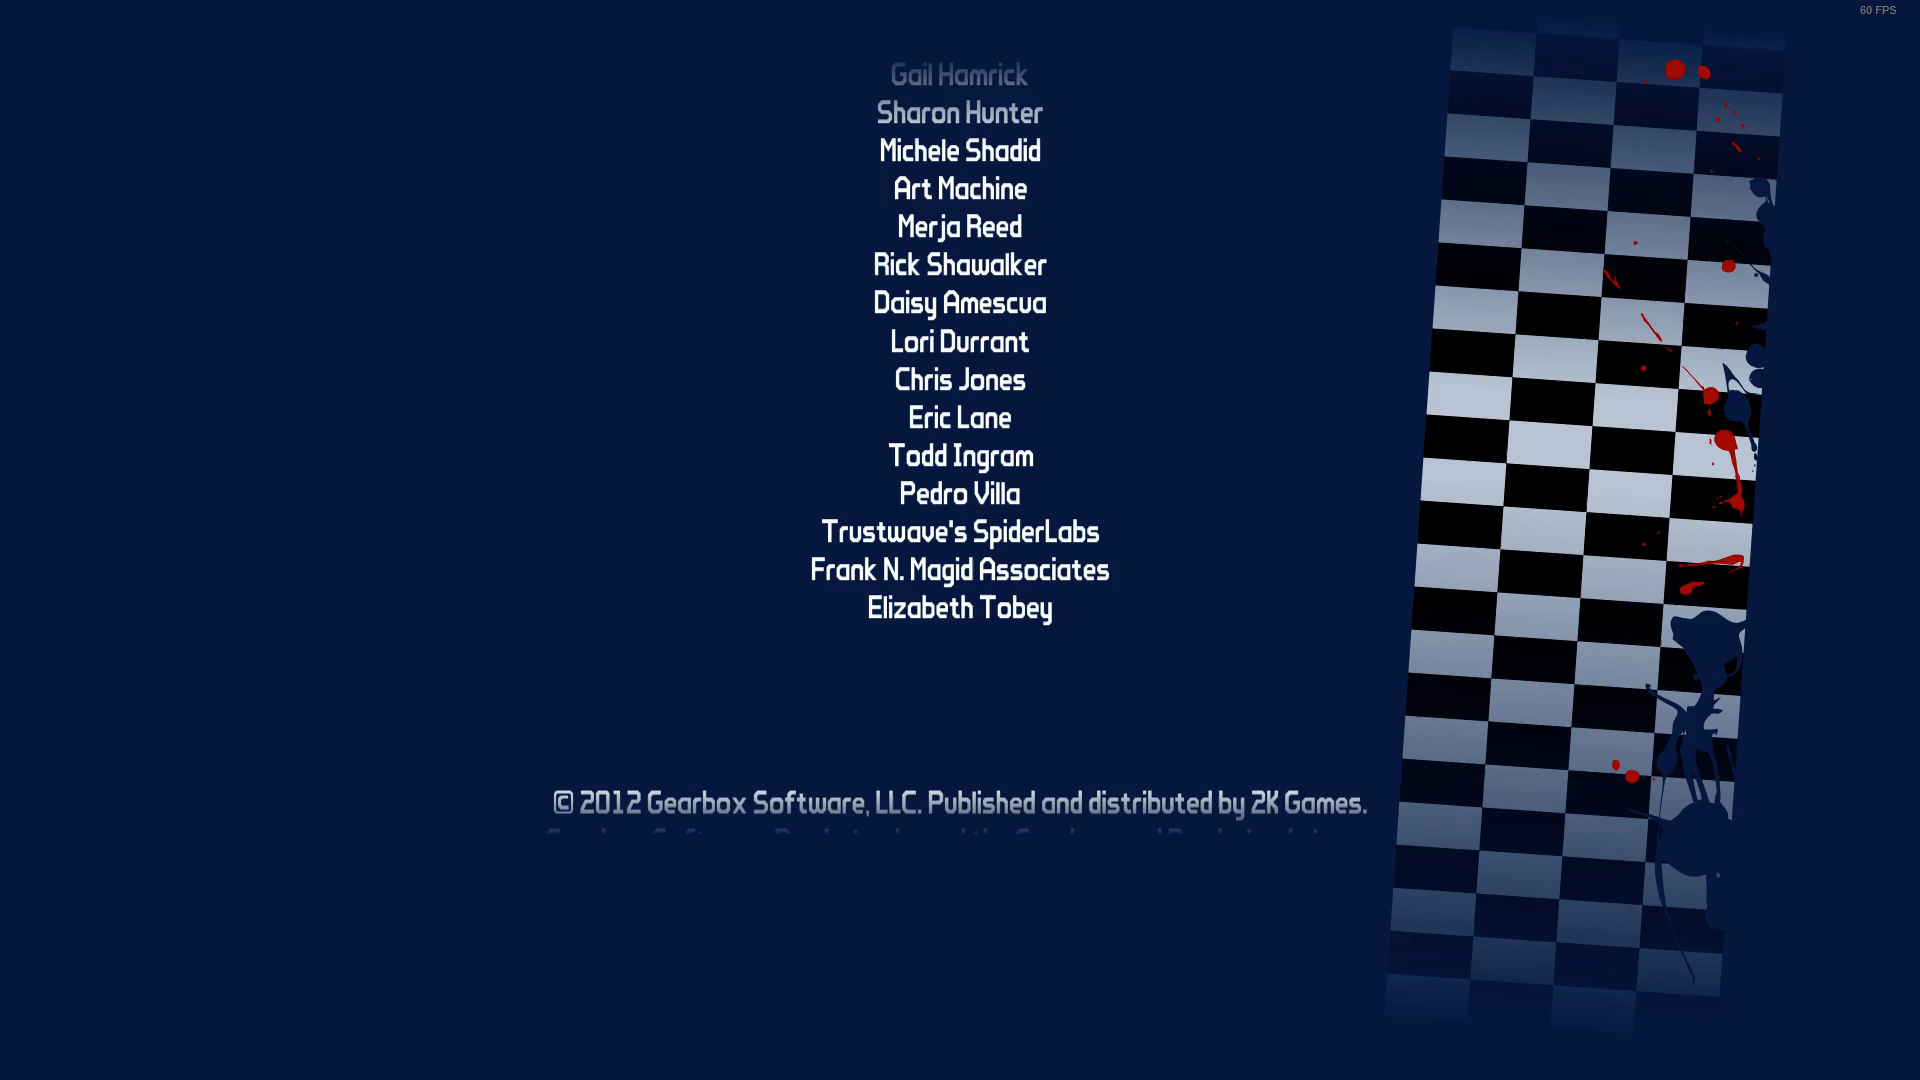 60 FPS
Gail Hamrick
Sharon Hunter
Michele Shadid
Art Machine
Merja Reed
Rick Shawalker
Daisy Amescua
Lori Durrant
Chris Jones
Eric Lane
Todd Ingram
Pedro Villa
Trustwave's SpiderLabs
Frank N. Magid Associates
Elizabeth Tobey
© 2012 Gearbox Software, LLC. Published and distributed by 2K Games.